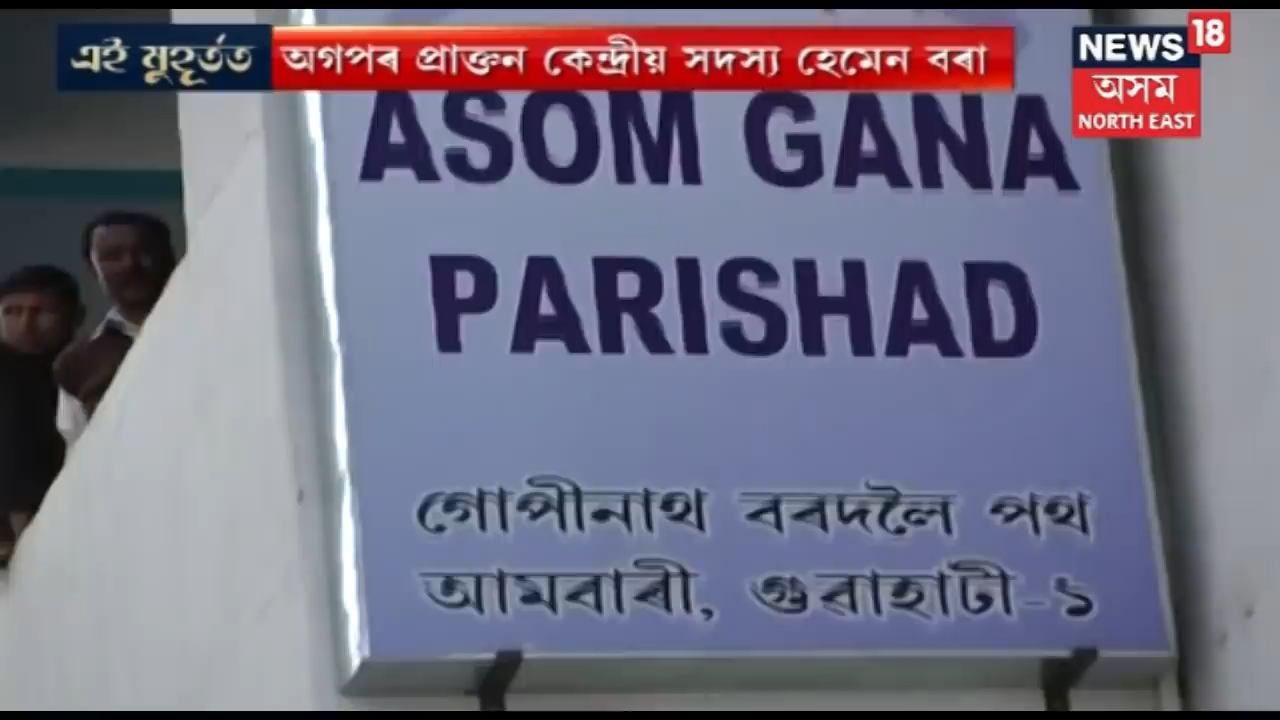 এই মুহূৰ্তত
অগপৰ প্ৰাক্তন কেন্দ্ৰীয় সদস্য হেমেন বৰা
NEWS 18
অসম
NORTH EAST
ASOM GANA
PARISHAD
গোপীনাথ বৰদলৈ পথ
আমবাৰী, গুৱাহাটী-১